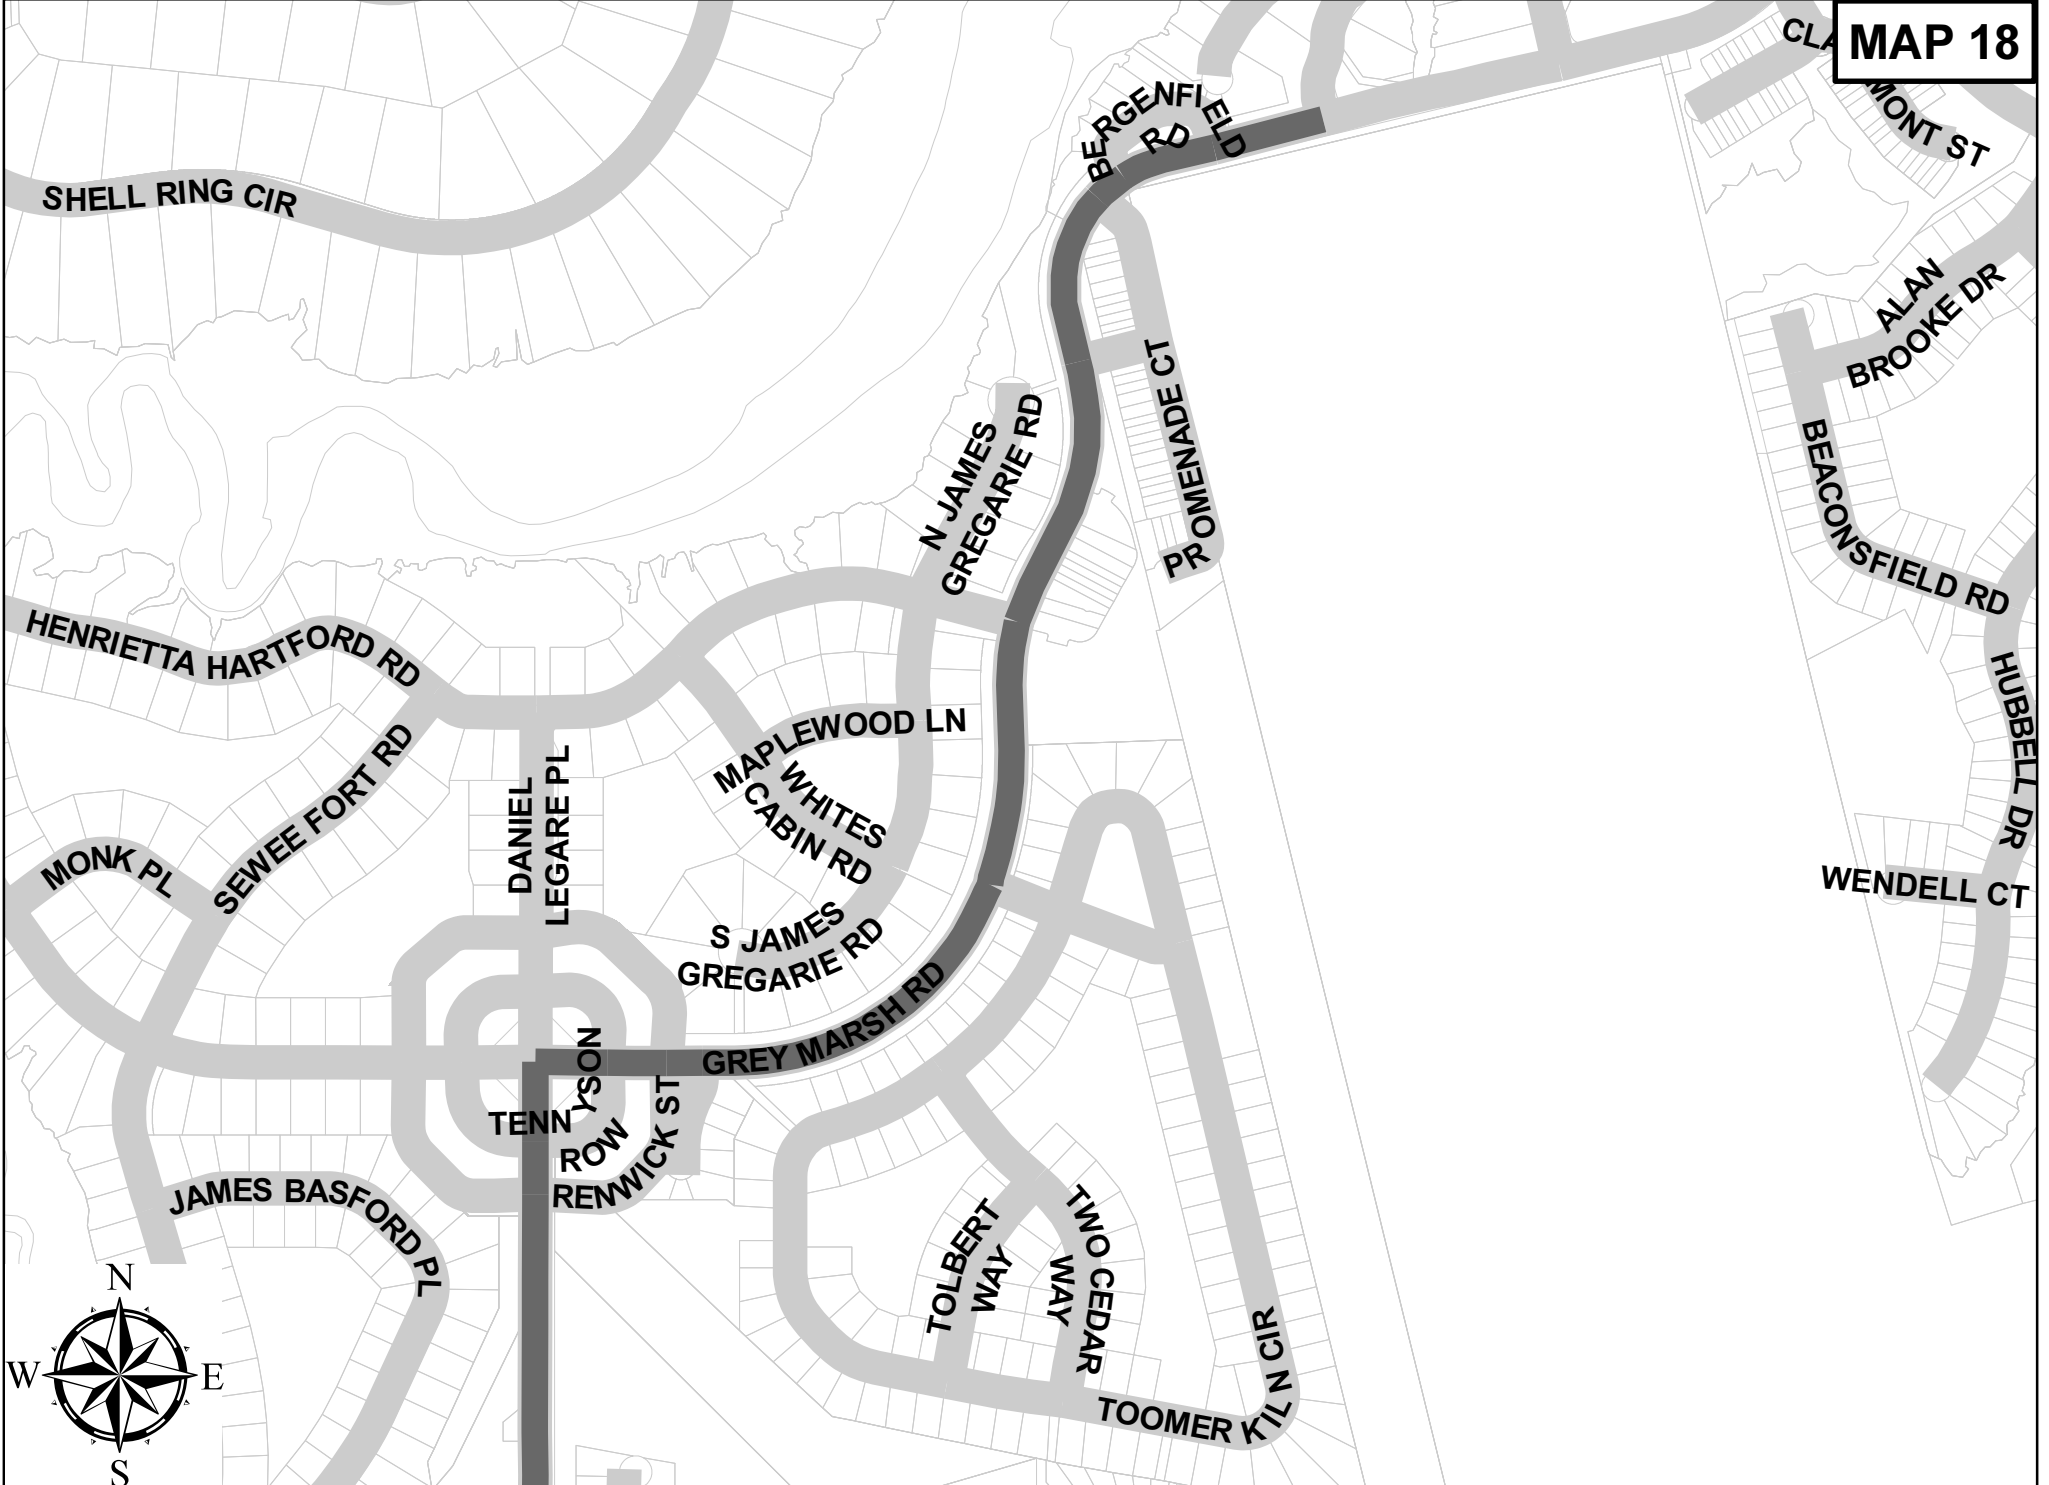 MAP 18
CLA
MONT ST
BERGENFIELD
RD
SHELL RING CIR
ALAN
BROOKE DR
PROMENADE CT
N JAMES
GREGARIE RD
BEACONSFIELD RD
HENRIETTA HARTFORD RD
HUBBELL DR
MAPLEWOOD LN
SEWEE FORT RD
DANIEL
LEGARE PL
WHITES
CABIN RD
MONK PL
WENDELL CT
S JAMES
GREGARIE RD
GREY MARSH RD
TENNYSON
ROW
RENWICK ST
JAMES BASFORD PL
TOLBERT
WAY
TWO CEDAR
WAY
TOOMER KILN CIR
N
W E
S